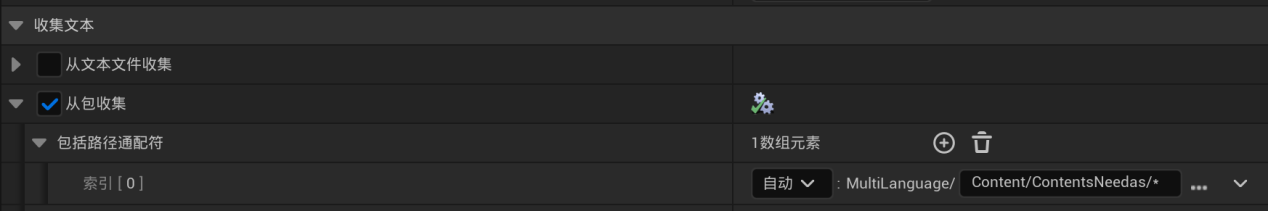 收集文本
从文本文件收集
从包收集
包括路径通配符 1数组元素
索引 [ 0 ] 自动 : MultiLanguage/ Content/ContentsNeedas/*